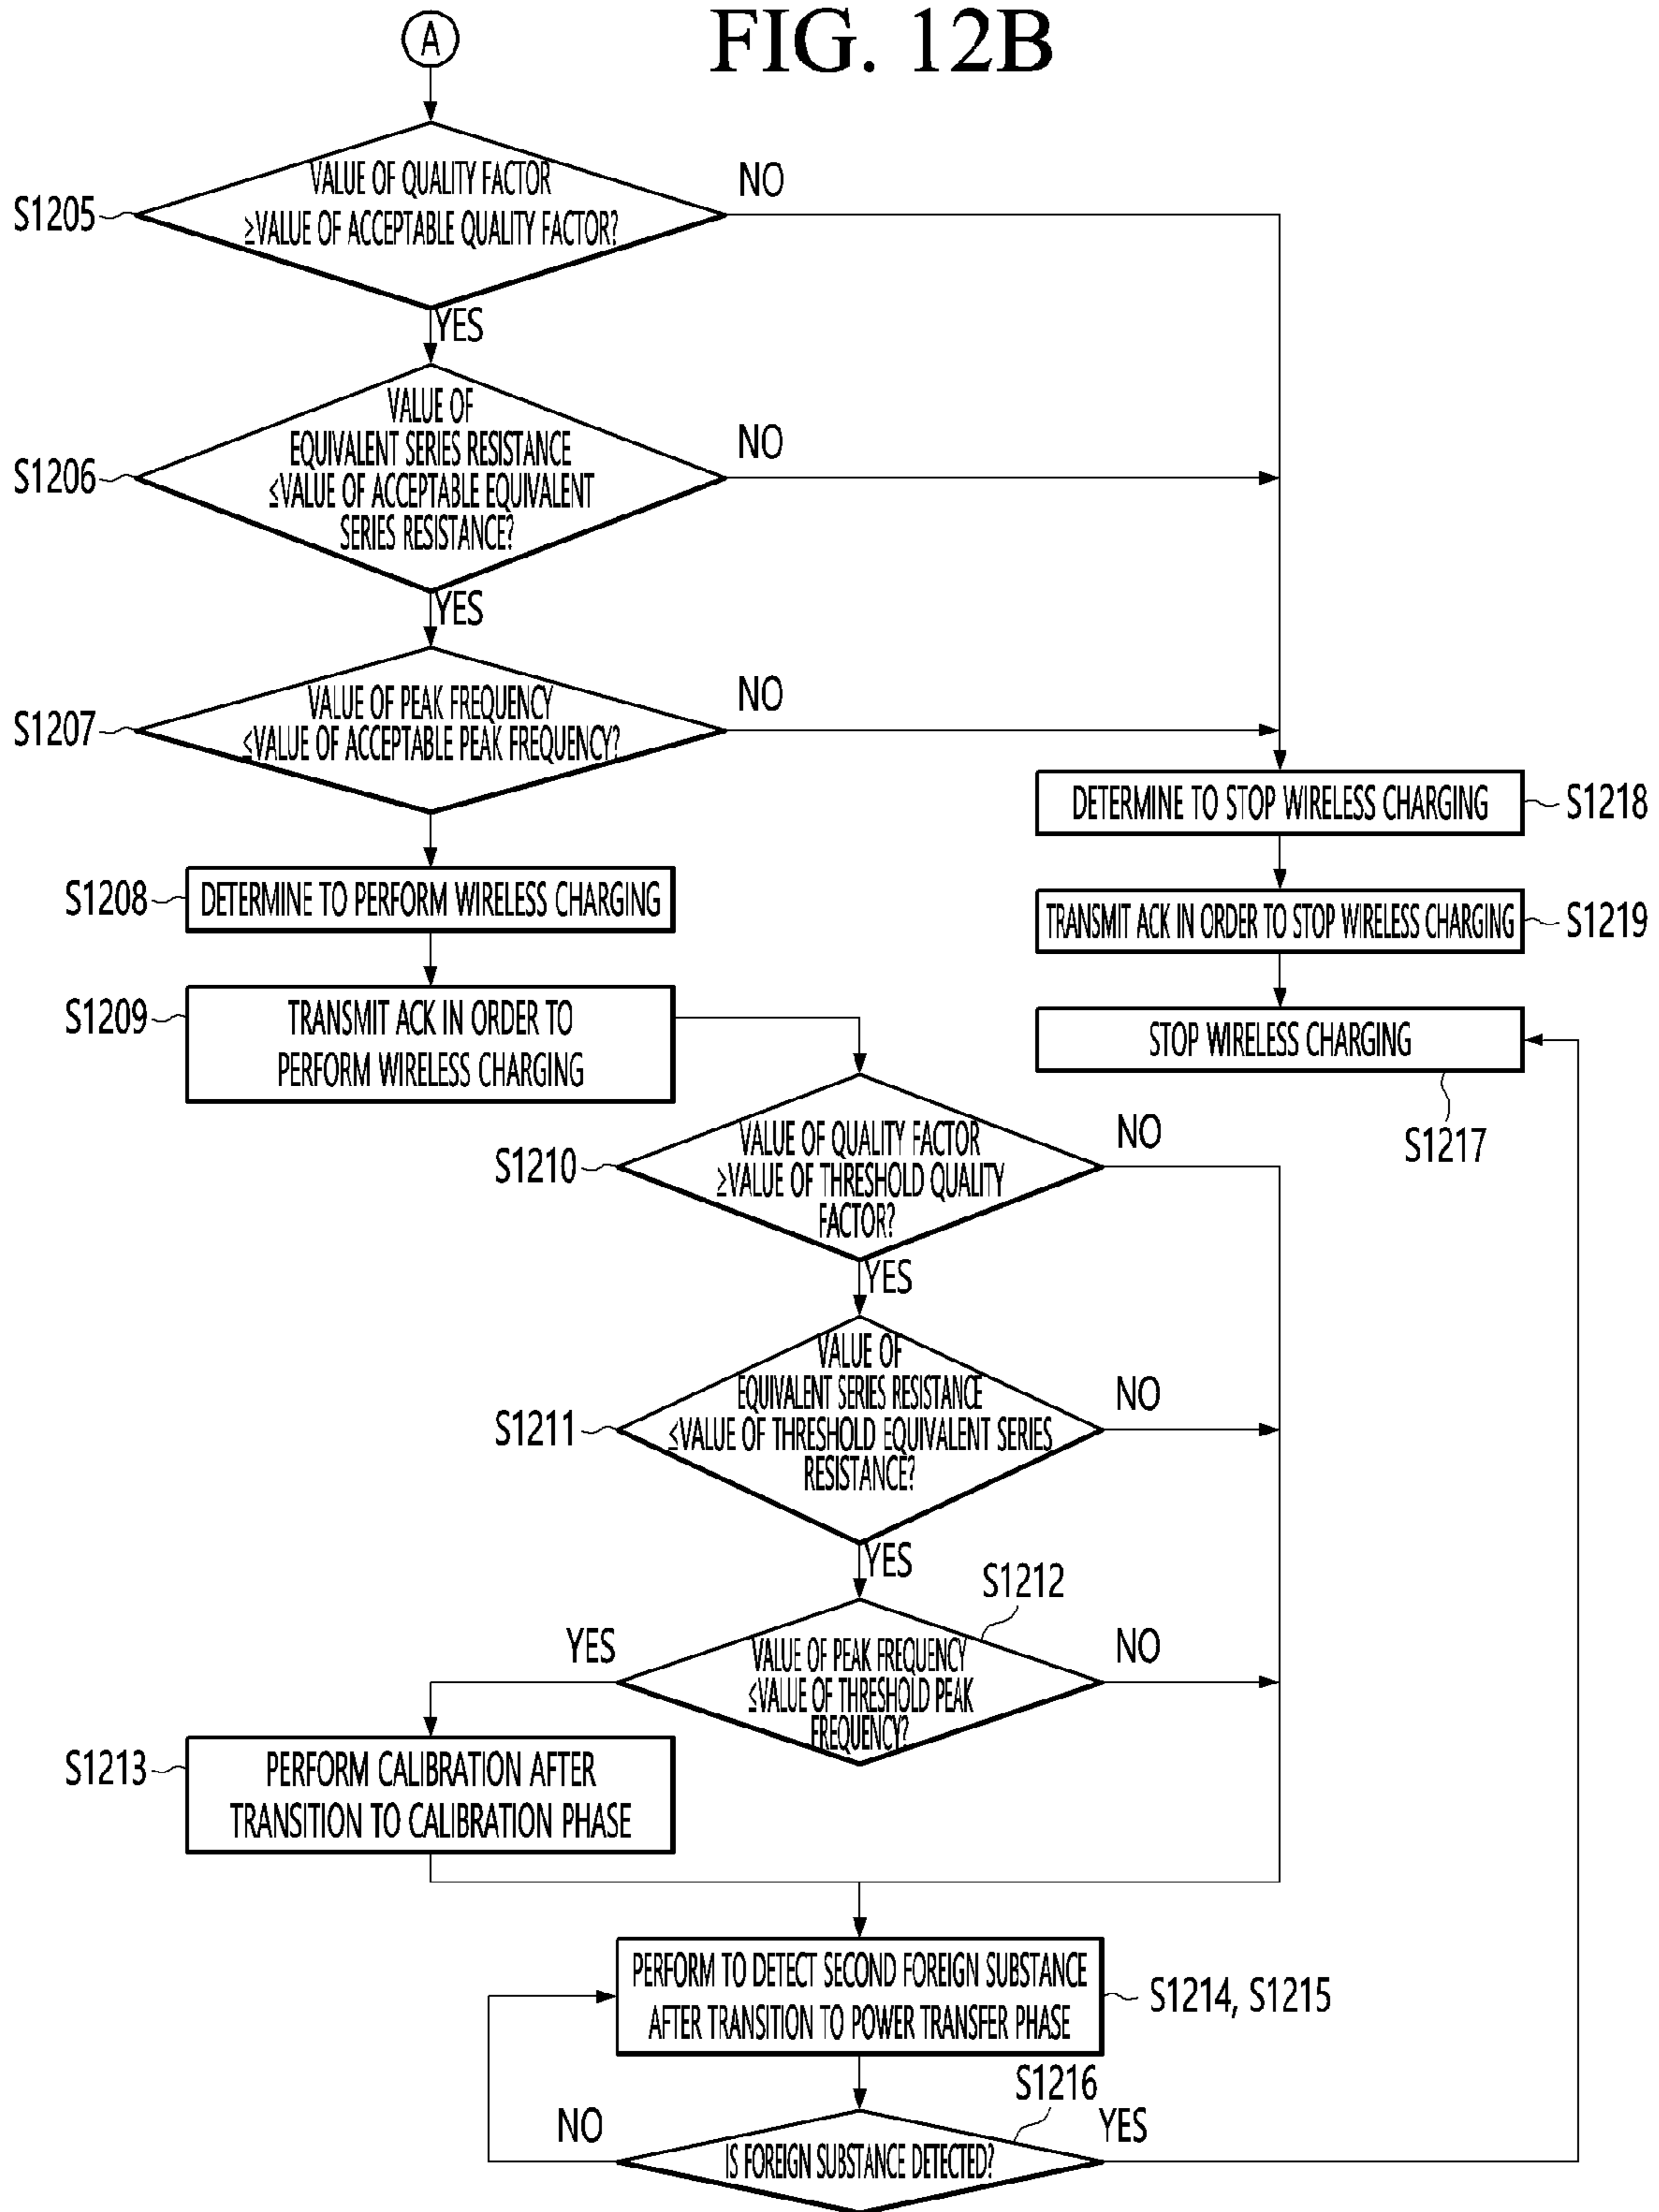 FIG. 12B
A
S1205
VALUE OF QUALITY FACTOR
≥VALUE OF ACCEPTABLE QUALITY FACTOR?
NO
YES
S1206
VALUE OF
EQUIVALENT SERIES RESISTANCE
≤VALUE OF ACCEPTABLE EQUIVALENT
SERIES RESISTANCE?
NO
YES
S1207
VALUE OF PEAK FREQUENCY
≤VALUE OF ACCEPTABLE PEAK FREQUENCY?
NO
DETERMINE TO STOP WIRELESS CHARGING
S1218
S1208
DETERMINE TO PERFORM WIRELESS CHARGING
TRANSMIT ACK IN ORDER TO STOP WIRELESS CHARGING
S1219
S1209
TRANSMIT ACK IN ORDER TO
PERFORM WIRELESS CHARGING
STOP WIRELESS CHARGING
S1217
S1210
VALUE OF QUALITY FACTOR
≥VALUE OF THRESHOLD QUALITY
FACTOR?
NO
YES
S1211
VALUE OF
EQUIVALENT SERIES RESISTANCE
≤VALUE OF THRESHOLD EQUIVALENT SERIES
RESISTANCE?
NO
YES
S1212
YES
VALUE OF PEAK FREQUENCY
≤VALUE OF THRESHOLD PEAK
FREQUENCY?
NO
S1213
PERFORM CALIBRATION AFTER
TRANSITION TO CALIBRATION PHASE
PERFORM TO DETECT SECOND FOREIGN SUBSTANCE
AFTER TRANSITION TO POWER TRANSFER PHASE
S1214, S1215
S1216
NO
IS FOREIGN SUBSTANCE DETECTED?
YES